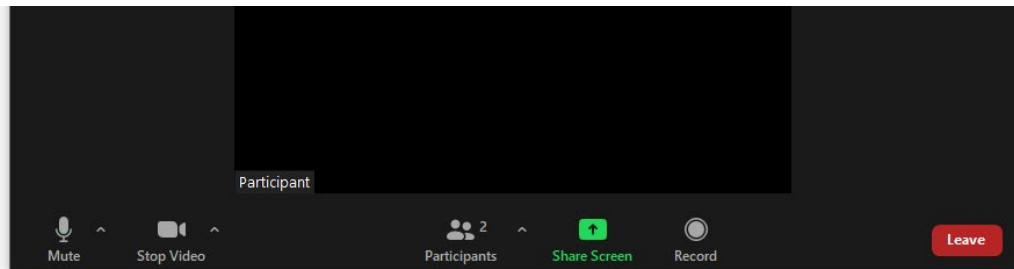 Participant
2
Mute
Stop Video
Participants
Share Screen
Record
Leave